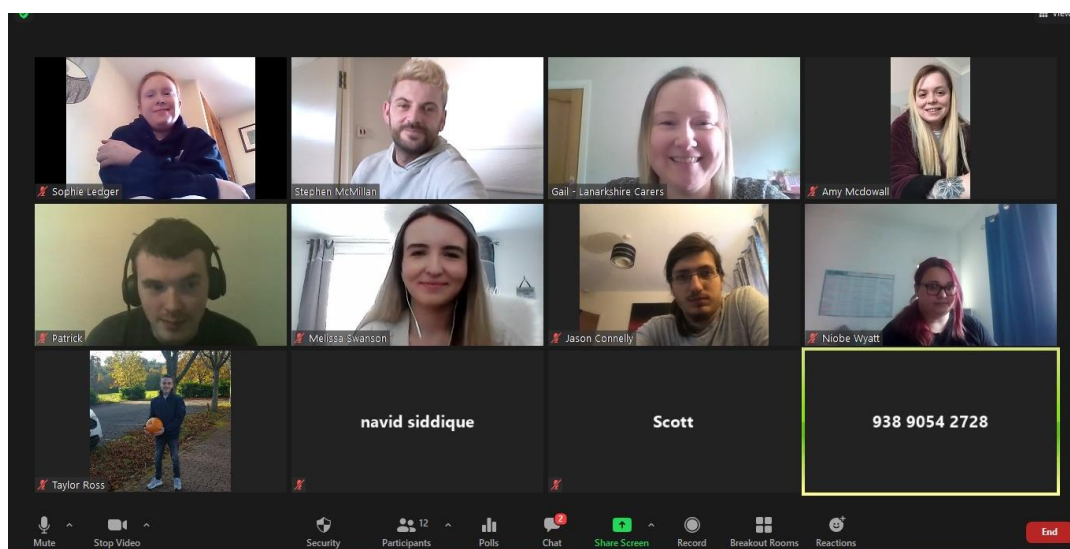 View
Sophie Ledger
Stephen McMillan
Gail - Lanarkshire Carers
Amy Mcdowall
Patrick
Melissa Swanson
Jason Connelly
Niobe Wyatt
Taylor Ross
navid siddique
Scott
938 9054 2728
Mute
Stop Video
Security
Participants
12
Polls
Chat
2
Share Screen
Record
Breakout Rooms
Reactions
End